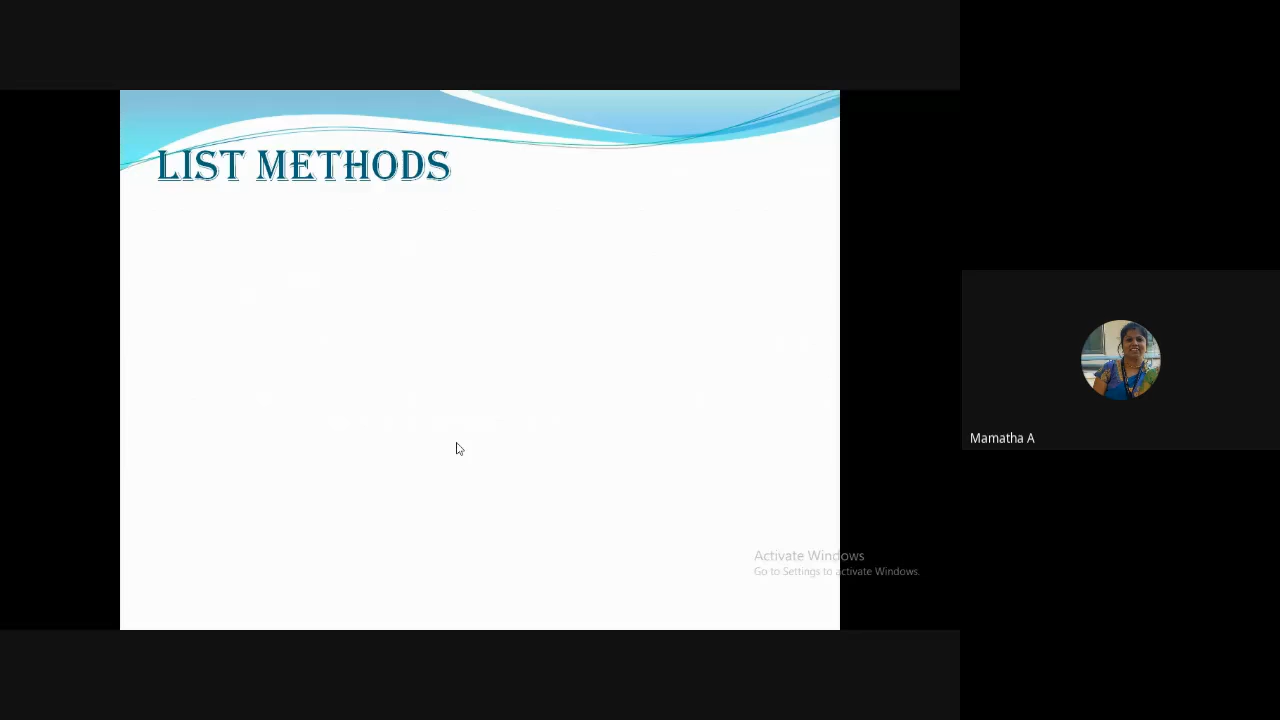 LIST METHODS
Mamatha A
Activate Windows
Go to Settings to activate Windows.